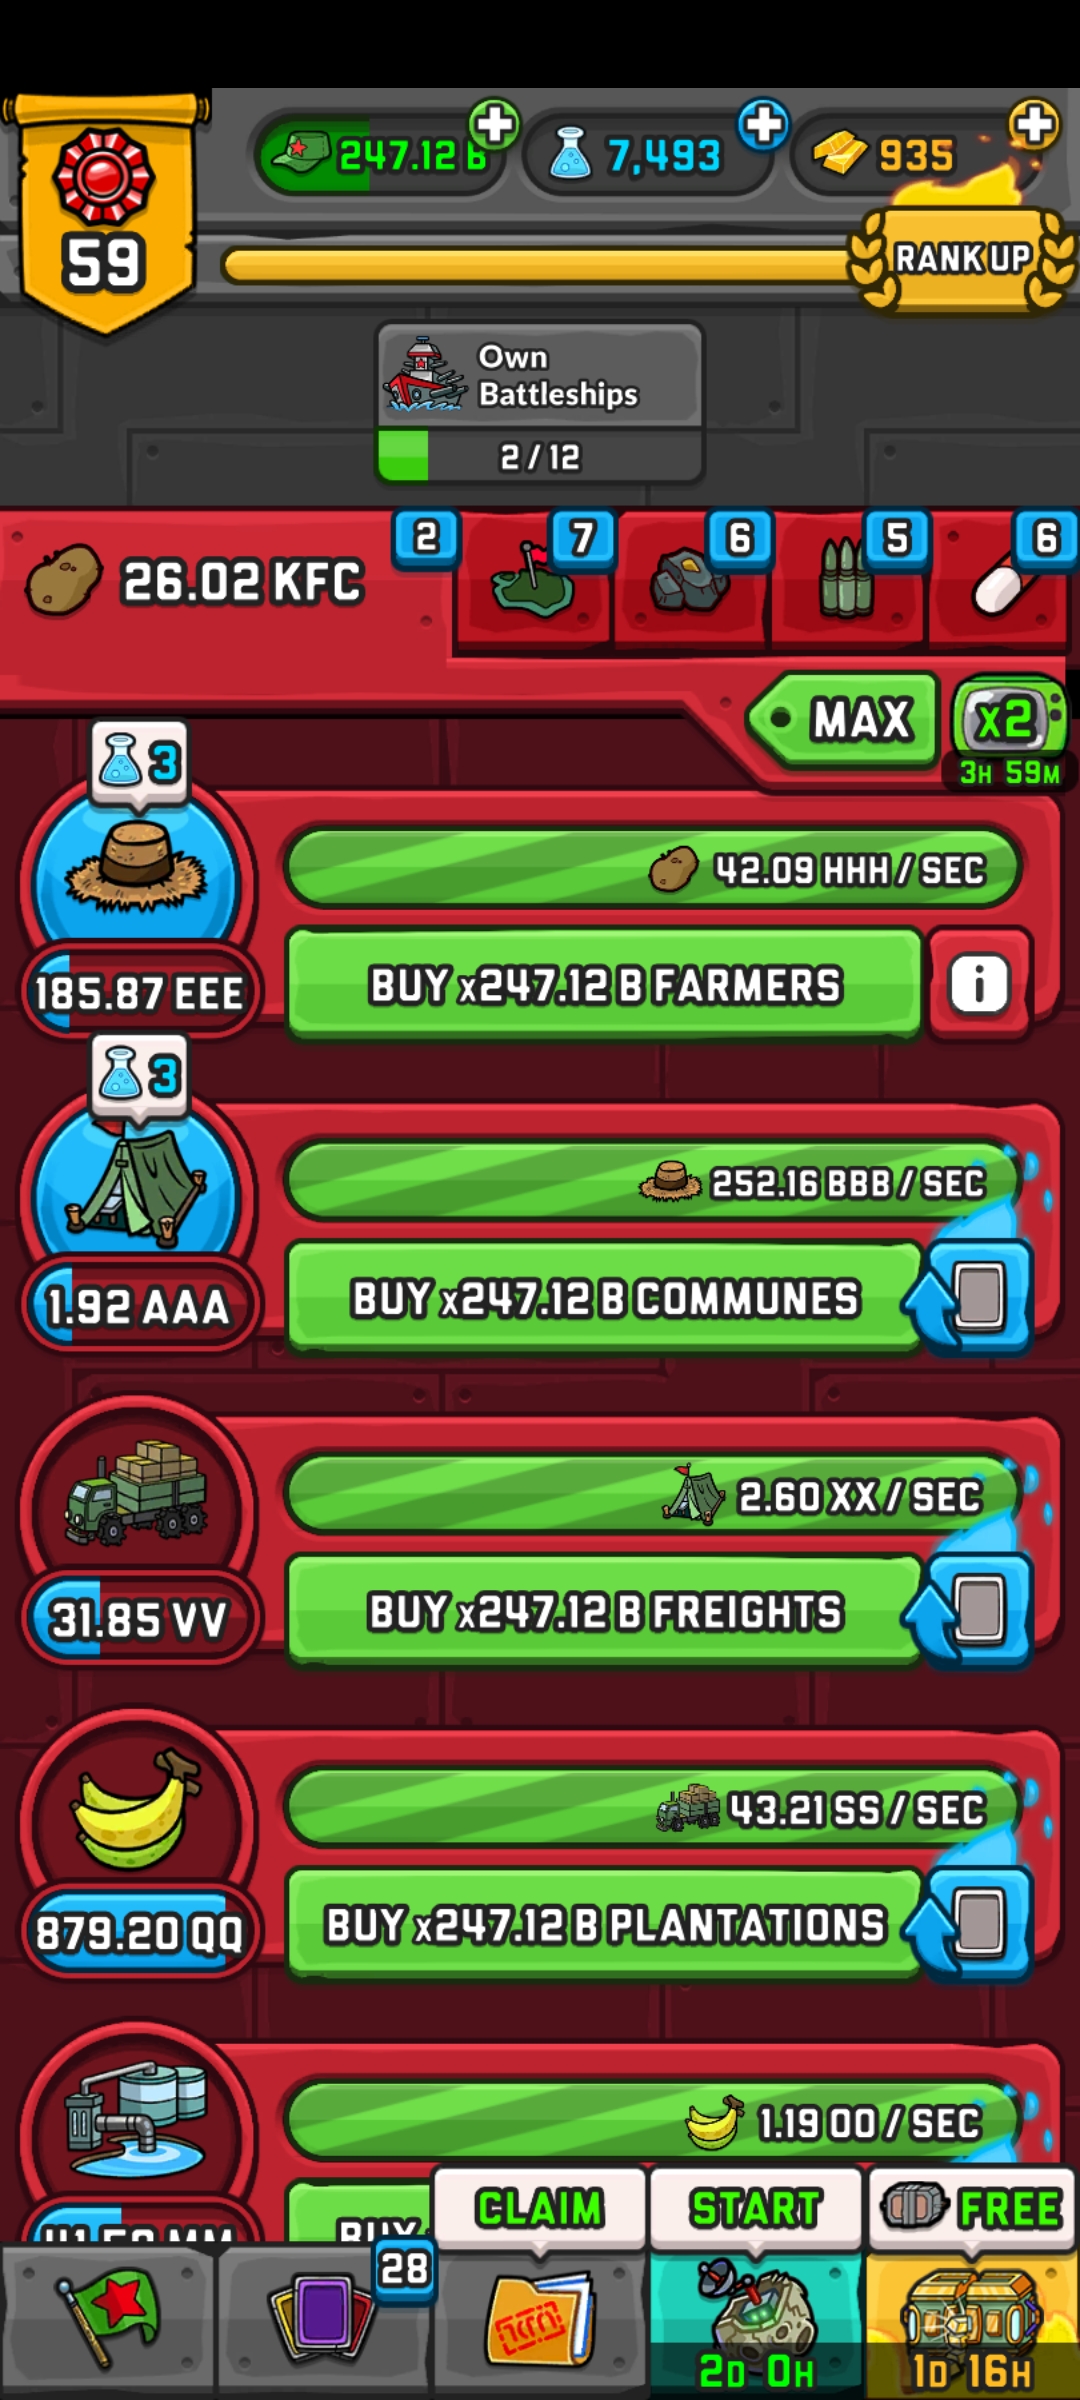 247.12 B
7,493
935
59
RANK UP
Own
Battleships
2 / 12
26.02 KFC
2
7
6
5
6
MAX
x2
3H 59M
3
42.09 HHH / SEC
185.87 EEE
BUY x247.12 B FARMERS
i
3
252.16 BBB / SEC
1.92 AAA
BUY x247.12 B COMMUNES
2.60 XX / SEC
31.85 VV
BUY x247.12 B FREIGHTS
43.21 SS / SEC
879.20 QQ
BUY x247.12 B PLANTATIONS
1.19 OO / SEC
BUY
CLAIM
START
FREE
28
2D 0H
1D 16H